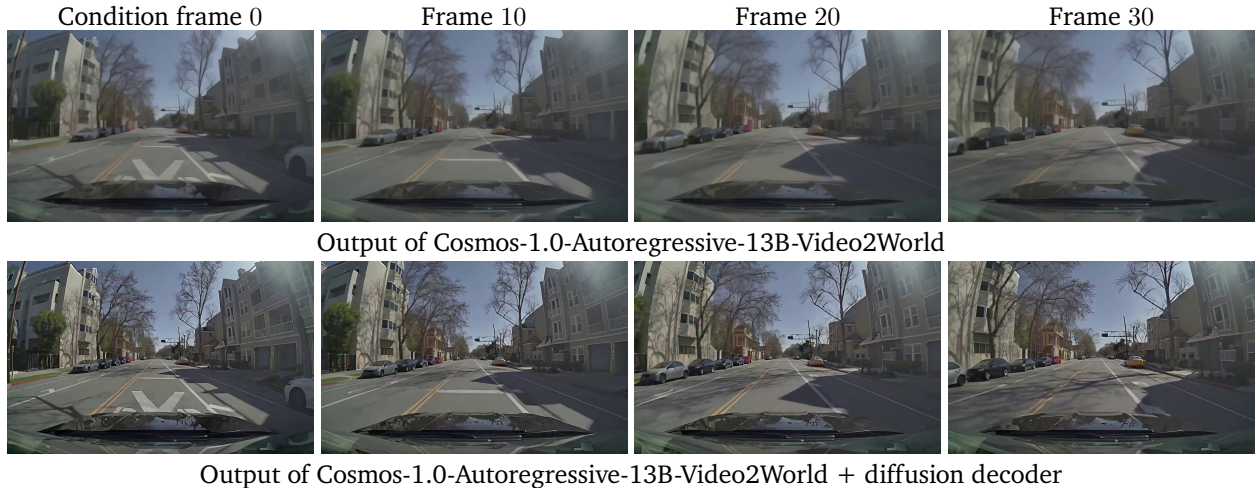 Condition frame 0 Frame 10 Frame 20 Frame 30
Output of Cosmos-1.0-Autoregressive-13B-Video2World
Output of Cosmos-1.0-Autoregressive-13B-Video2World + diffusion decoder